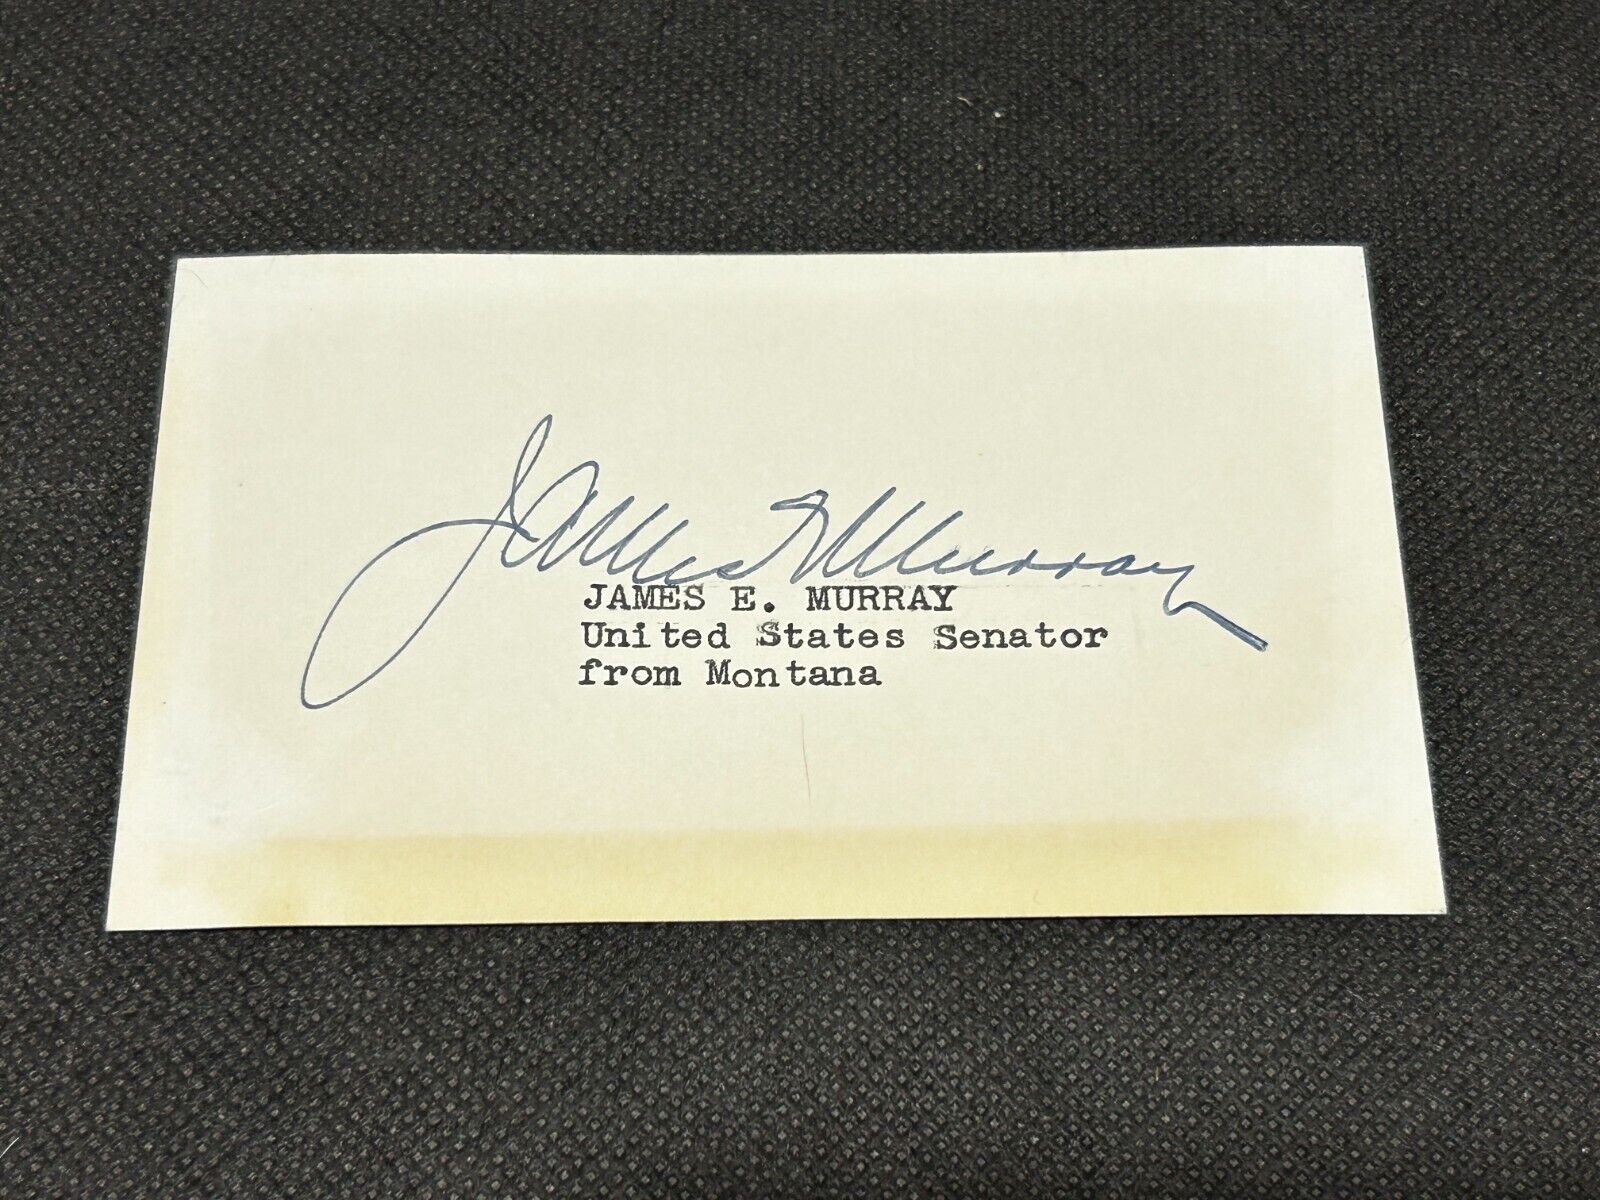 James E Murray
JAMES E. MURRAY
United States Senator
from Montana